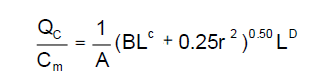 Q_C / C_m = 1 / A (BL^c + 0.25r^2)^0.50 L^D